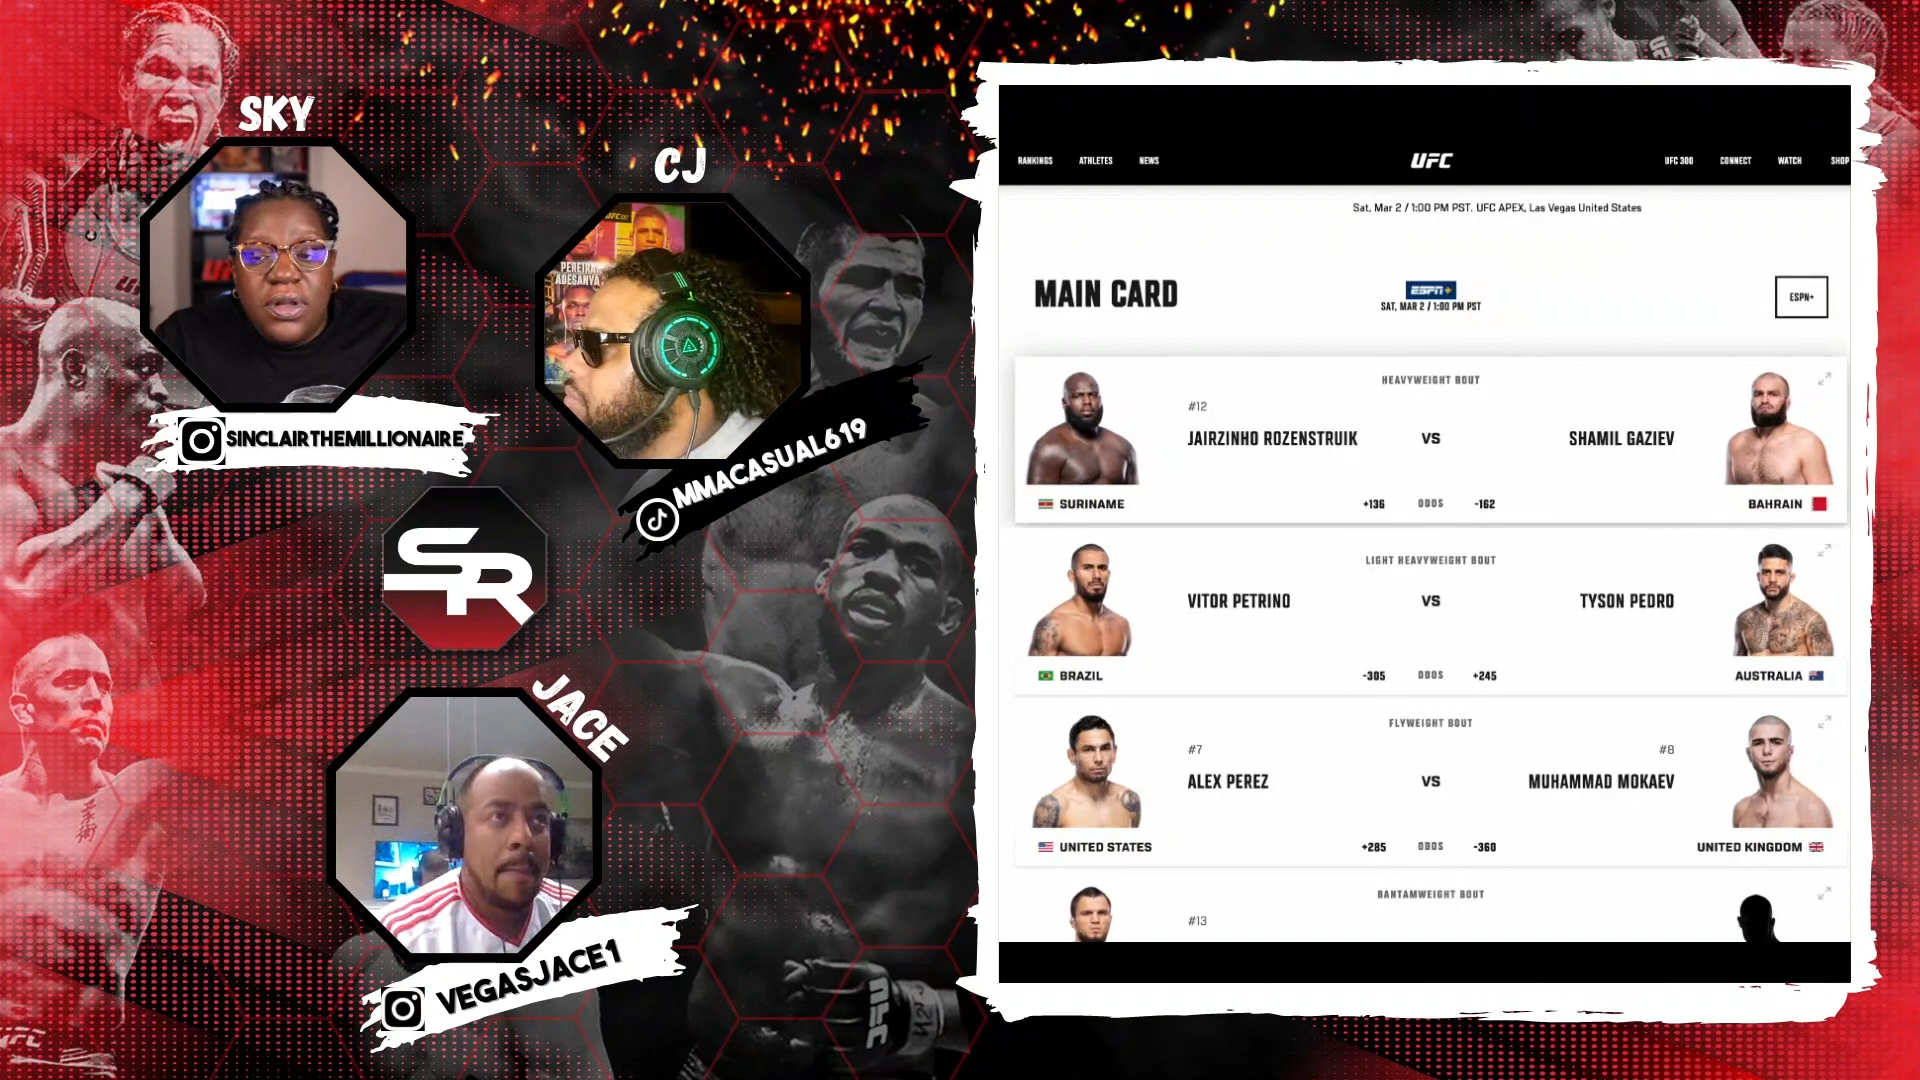 SKY
SINCLAIRTHEMILLIONAIRE
CJ
PEREIRA
ADESANYA
MMACASUAL619
SR
JACE
VEGASJACE1
RANKINGS ATHLETES NEWS UFC UFC 300 CONNECT WATCH SHOP
Sat, Mar 2 / 1:00 PM PST. UFC APEX, Las Vegas United States
MAIN CARD
ESPN+
SAT, MAR 2 / 1:00 PM PST
ESPN+
HEAVYWEIGHT BOUT
#12
JAIRZINHO ROZENSTRUIK VS SHAMIL GAZIEV
SURINAME +136 ODDS -162 BAHRAIN
LIGHT HEAVYWEIGHT BOUT
VITOR PETRINO VS TYSON PEDRO
BRAZIL -305 ODDS +245 AUSTRALIA
FLYWEIGHT BOUT
#7 #8
ALEX PEREZ VS MUHAMMAD MOKAEV
UNITED STATES +285 ODDS -360 UNITED KINGDOM
BANTAMWEIGHT BOUT
#13